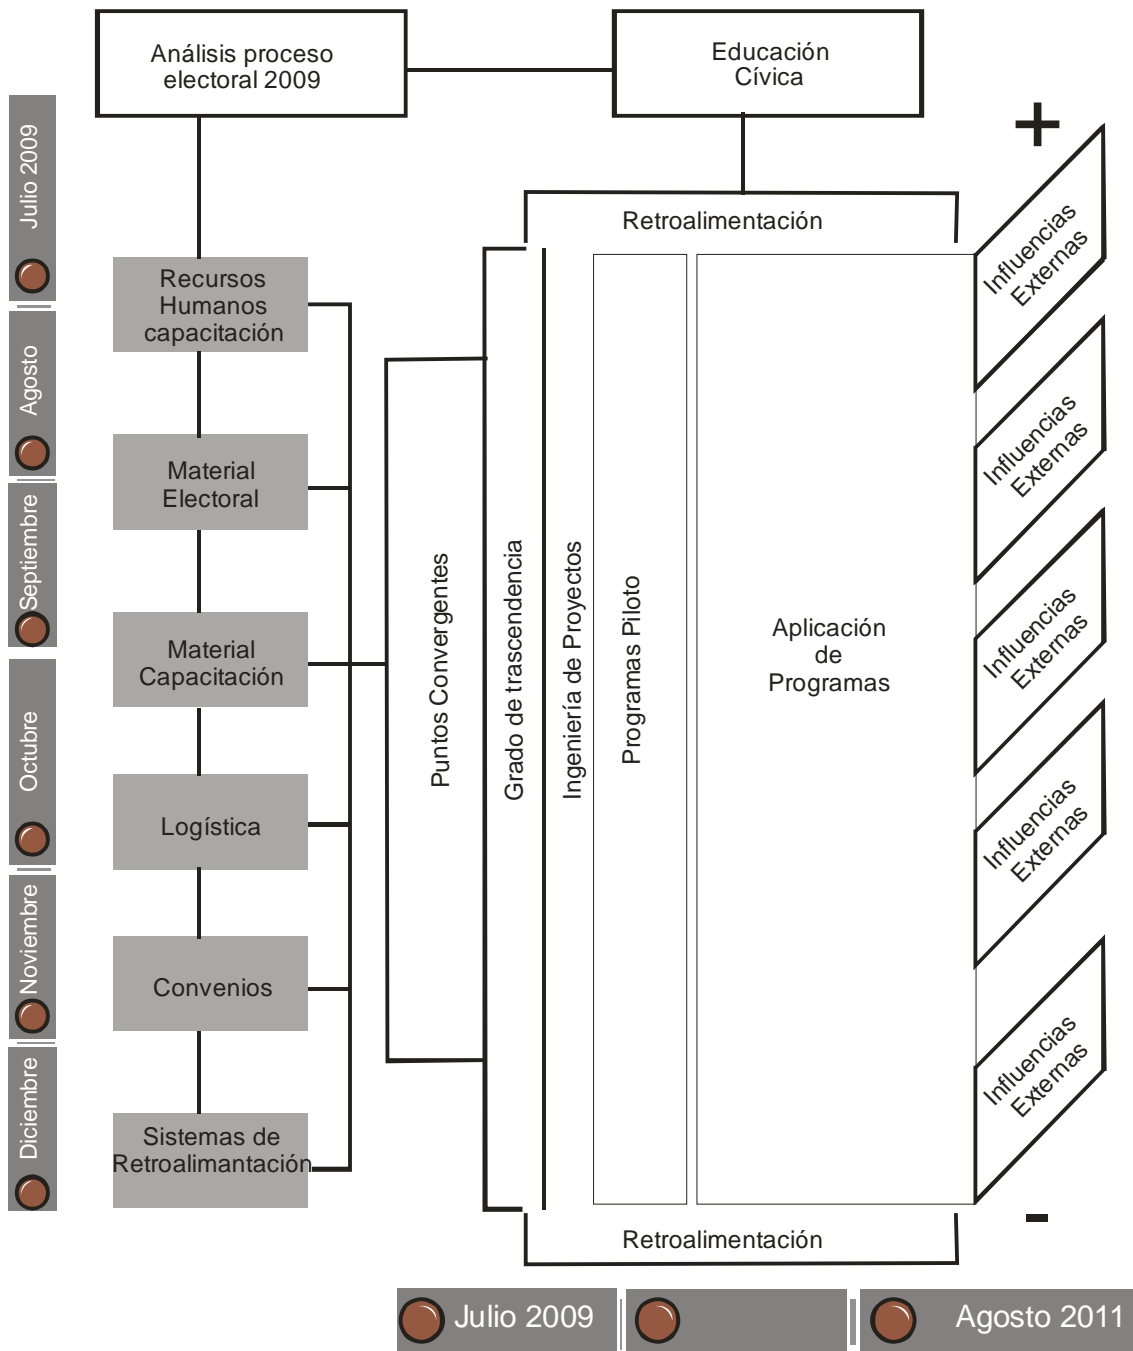 Análisis proceso
electoral 2009
Educación
Cívica
+
Julio 2009
Agosto
Septiembre
Octubre
Noviembre
Diciembre
Recursos
Humanos
capacitación
Material
Electoral
Material
Capacitación
Logística
Convenios
Sistemas de
Retroalimantación
Puntos Convergentes
Grado de trascendencia
Ingeniería de Proyectos
Retroalimentación
Programas Piloto
Aplicación
de
Programas
Influencias
Externas
Influencias
Externas
Influencias
Externas
Influencias
Externas
Influencias
Externas
-
Retroalimentación
Julio 2009
Agosto 2011